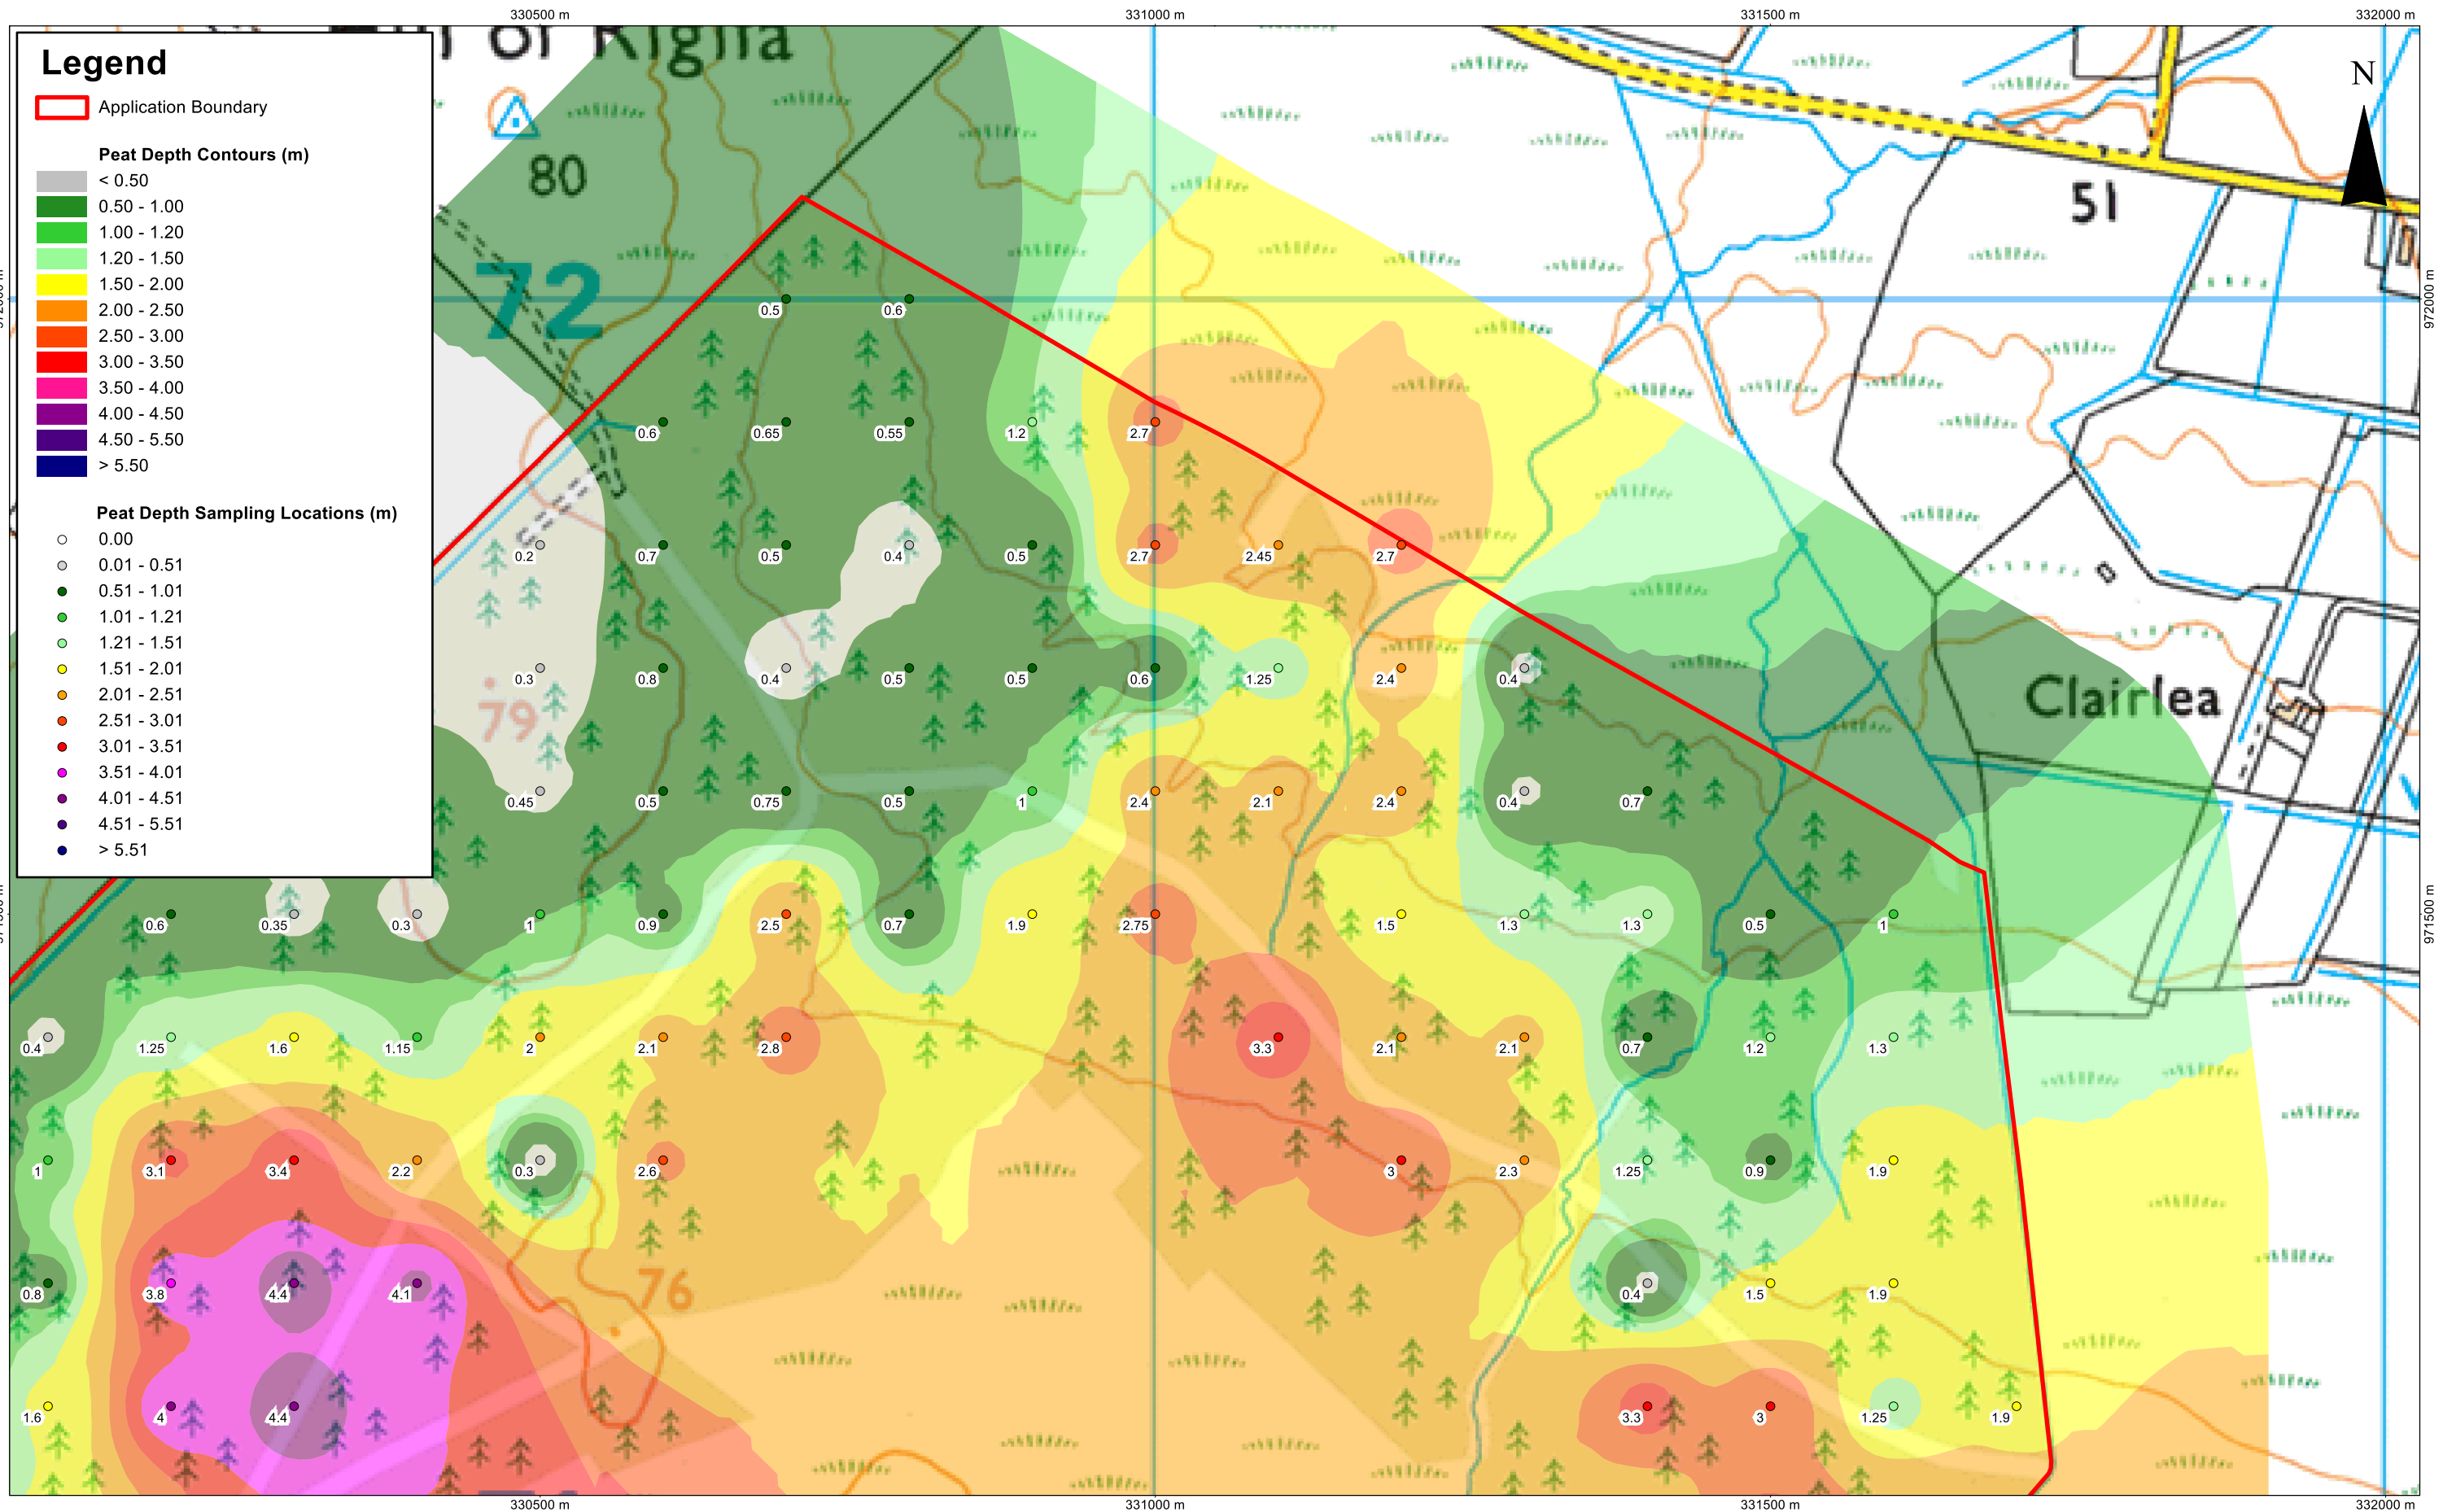 330500 m 331000 m 331500 m 332000 m
of Rigifa
Legend
Application Boundary
Peat Depth Contours (m)
< 0.50
0.50 - 1.00
1.00 - 1.20
1.20 - 1.50
1.50 - 2.00
2.00 - 2.50
2.50 - 3.00
3.00 - 3.50
3.50 - 4.00
4.00 - 4.50
4.50 - 5.50
> 5.50
Peat Depth Sampling Locations (m)
0.00
0.01 - 0.51
0.51 - 1.01
1.01 - 1.21
1.21 - 1.51
1.51 - 2.01
2.01 - 2.51
2.51 - 3.01
3.01 - 3.51
3.51 - 4.01
4.01 - 4.51
4.51 - 5.51
> 5.51
N
80
51
72
972000 m
0.5 0.6
0.6 0.65 0.55 1.2 2.7
0.2 0.7 0.5 0.4 0.5 2.7 2.45 2.7
0.3 0.8 0.4 0.5 0.5 0.6 1.25 2.4 0.4
79
Clairlea
0.45 0.5 0.75 0.5 1 2.4 2.1 2.4 0.4 0.7
971500 m
0.6 0.35 0.3 1 0.9 2.5 0.7 1.9 2.75 1.5 1.3 1.3 0.5 1
0.4 1.25 1.6 1.15 2 2.1 2.8 3.3 2.1 2.1 0.7 1.2 1.3
1 3.1 3.4 2.2 0.3 2.6 3 2.3 1.25 0.9 1.9
0.8 3.8 4.4 4.1 0.4 1.5 1.9
76
1.6 4 4.4 3.3 3 1.25 1.9
330500 m 331000 m 331500 m 332000 m